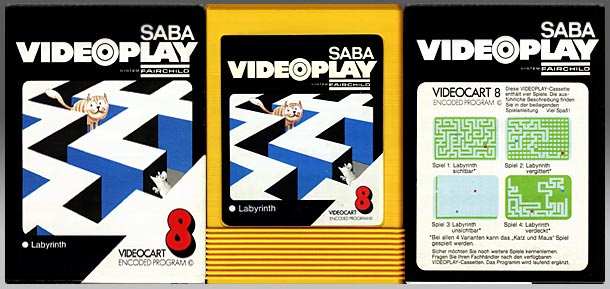 SABA
VIDEOPLAY
SYSTEM FAIRCHILD
Labyrinth
8
VIDEOCART
ENCODED PROGRAM ©
SABA
VIDEOPLAY
SYSTEM FAIRCHILD
Labyrinth
8
VIDEOCART
ENCODED PROGRAM ©
SABA
VIDEOPLAY
SYSTEM FAIRCHILD
VIDEOCART 8
ENCODED PROGRAM ©
Diese VIDEOPLAY-Cassette
enthält vier Spiele. Die aus-
führliche Beschreibung finden
Sie in der beiliegenden
Spielanleitung. Viel Spaß!
Spiel 1: Labyrinth
sichtbar*
Spiel 2: Labyrinth
vergittert*
Spiel 3: Labyrinth
unsichtbar*
Spiel 4: Labyrinth
verdeckt*
*Bei allen 4 Varianten kann das „Katz und Maus" Spiel
gespielt werden.
Sicher möchten Sie noch weitere Spiele kennenlernen.
Fragen Sie Ihren Fachhändler nach den verfügbaren
VIDEOPLAY-Cassetten. Das Programm wird laufend ergänzt.